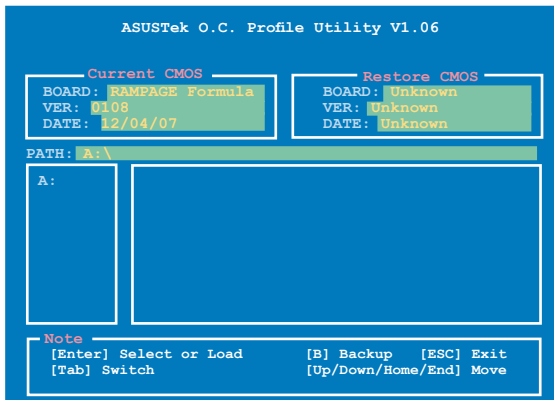 ASUSTek O.C. Profile Utility V1.06
Current CMOS
BOARD: RAMPAGE Formula
VER: 0108
DATE: 12/04/07
Restore CMOS
BOARD: Unknown
VER: Unknown
DATE: Unknown
PATH: A:\
A:
Note
[Enter] Select or Load [B] Backup [ESC] Exit
[Tab] Switch [Up/Down/Home/End] Move